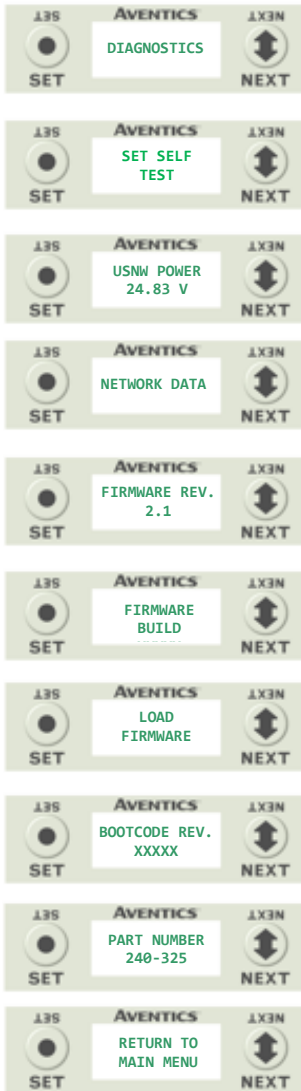 SET AVENTICS NEXT
DIAGNOSTICS
SET NEXT
SET AVENTICS NEXT
SET SELF
TEST
SET NEXT
SET AVENTICS NEXT
USNW POWER
24.83 V
SET NEXT
SET AVENTICS NEXT
NETWORK DATA
SET NEXT
SET AVENTICS NEXT
FIRMWARE REV.
2.1
SET NEXT
SET AVENTICS NEXT
FIRMWARE
BUILD
SET NEXT
SET AVENTICS NEXT
LOAD
FIRMWARE
SET NEXT
SET AVENTICS NEXT
BOOTCODE REV.
XXXXX
SET NEXT
SET AVENTICS NEXT
PART NUMBER
240-325
SET NEXT
SET AVENTICS NEXT
RETURN TO
MAIN MENU
SET NEXT